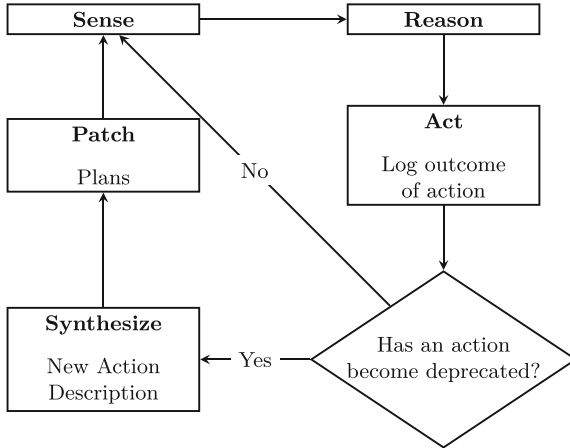 Sense
Reason
Act
Log outcome
of action
Patch
Plans
No
Has an action
become deprecated?
Yes
Synthesize
New Action
Description